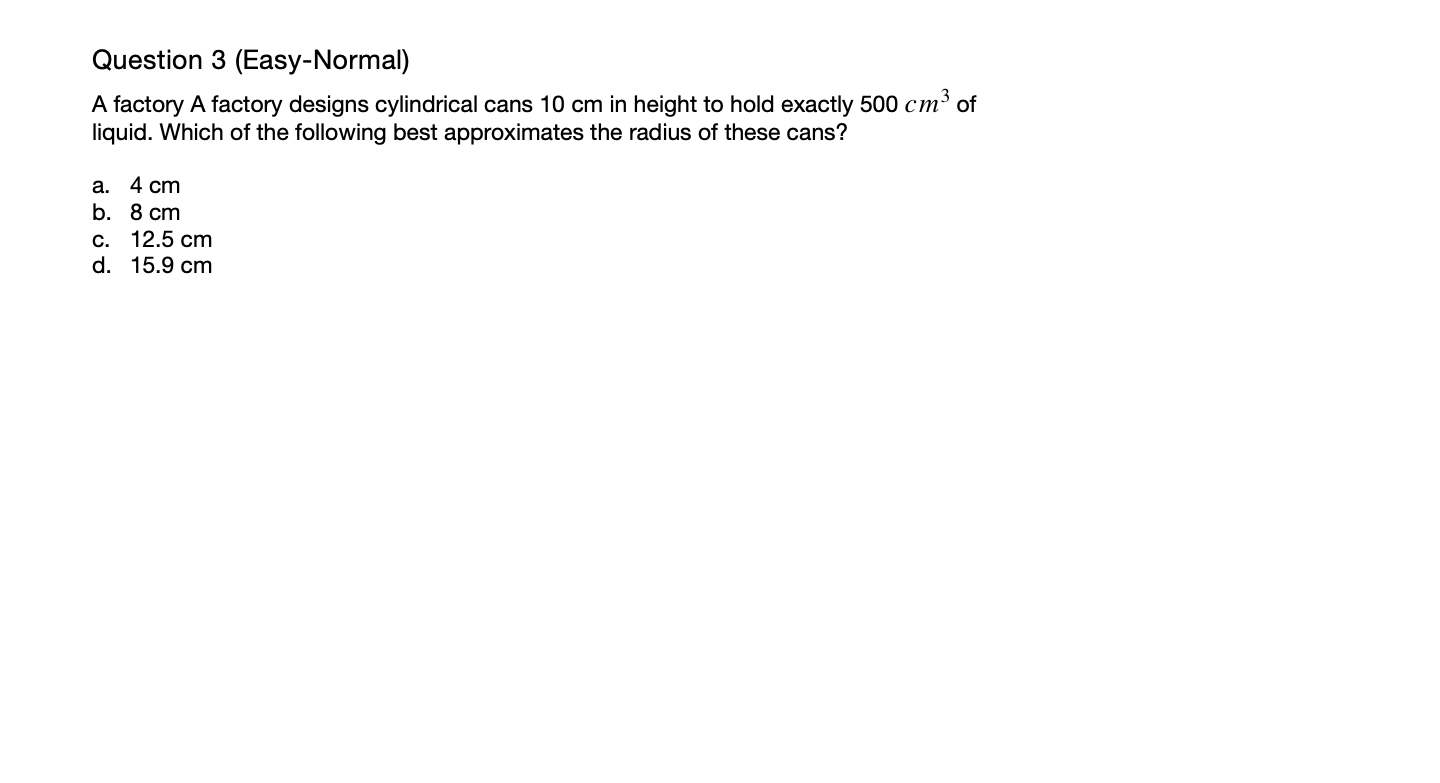 Question 3 (Easy-Normal)
A factory A factory designs cylindrical cans 10 cm in height to hold exactly 500 cm³ of
liquid. Which of the following best approximates the radius of these cans?
a. 4 cm
b. 8 cm
c. 12.5 cm
d. 15.9 cm